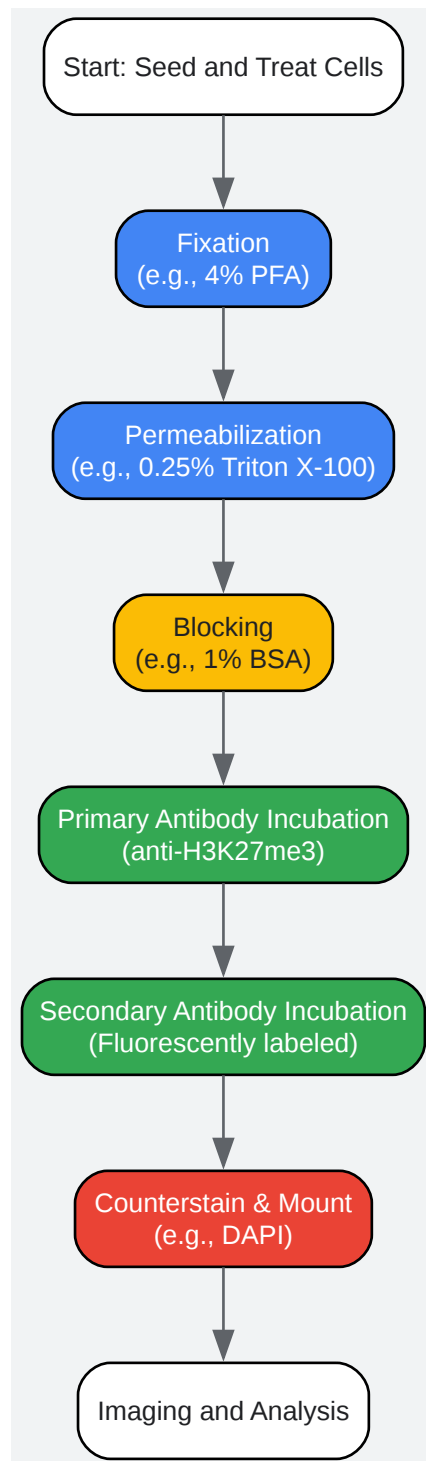 Start: Seed and Treat Cells
Fixation
(e.g., 4% PFA)
Permeabilization
(e.g., 0.25% Triton X-100)
Blocking
(e.g., 1% BSA)
Primary Antibody Incubation
(anti-H3K27me3)
Secondary Antibody Incubation
(Fluorescently labeled)
Counterstain & Mount
(e.g., DAPI)
Imaging and Analysis